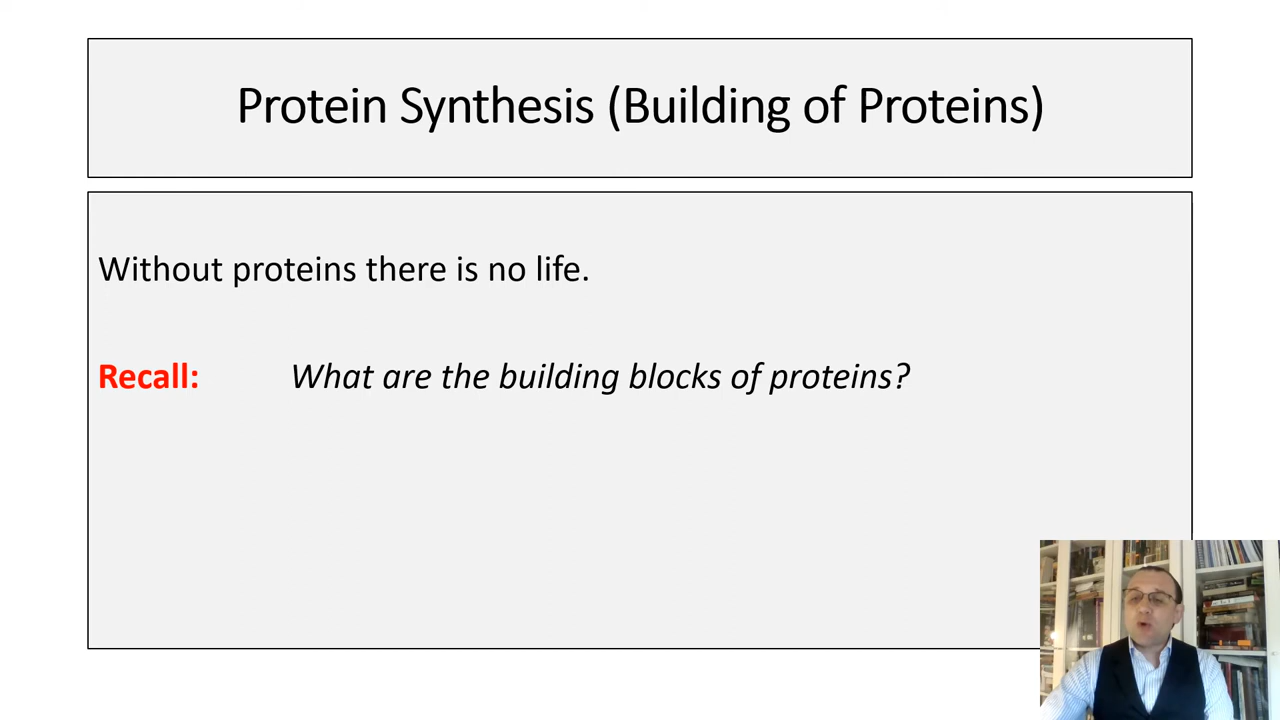 Protein Synthesis (Building of Proteins)
Without proteins there is no life.
Recall: What are the building blocks of proteins?